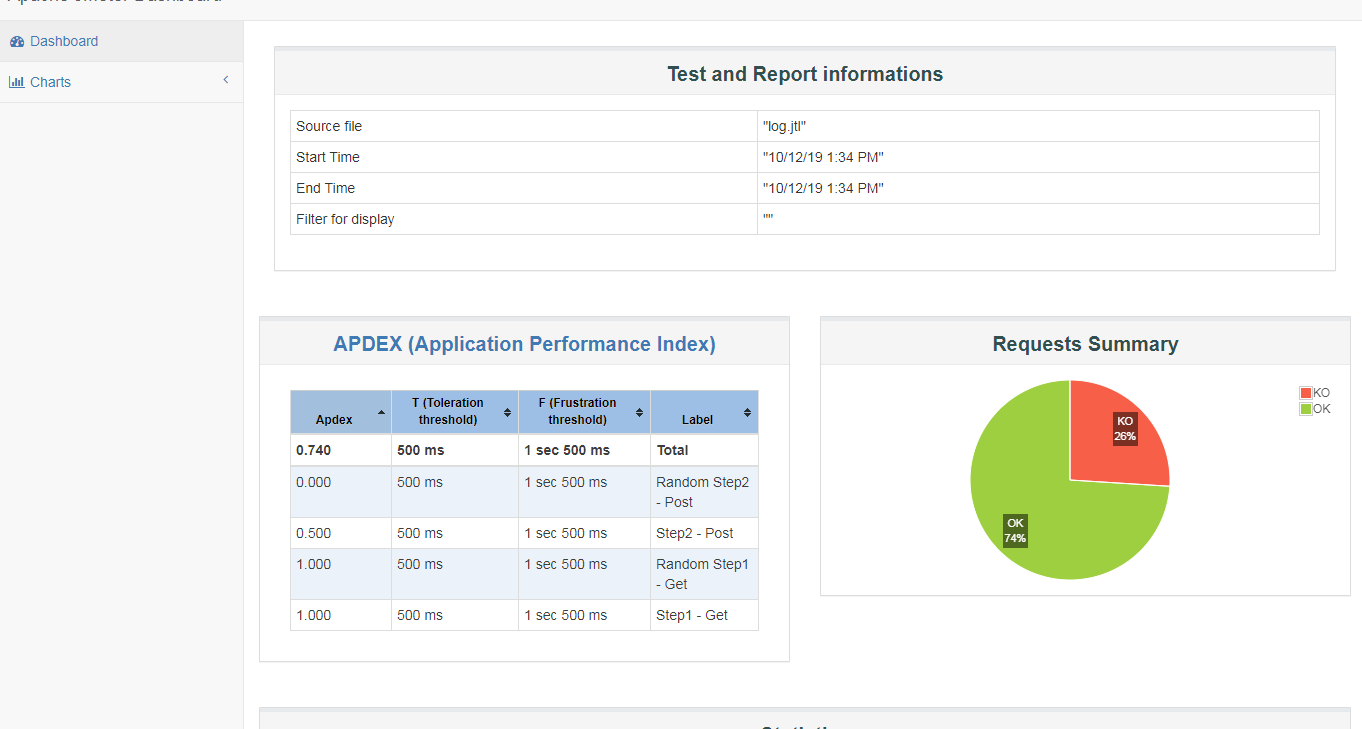 Dashboard
Charts
Test and Report informations
Source file "log.jtl"
Start Time "10/12/19 1:34 PM"
End Time "10/12/19 1:34 PM"
Filter for display ""
APDEX (Application Performance Index)
Apdex T (Toleration threshold) F (Frustration threshold) Label
0.740 500 ms 1 sec 500 ms Total
0.000 500 ms 1 sec 500 ms Random Step2
- Post
0.500 500 ms 1 sec 500 ms Step2 - Post
1.000 500 ms 1 sec 500 ms Random Step1
- Get
1.000 500 ms 1 sec 500 ms Step1 - Get
Requests Summary
KO
OK
KO
26%
OK
74%